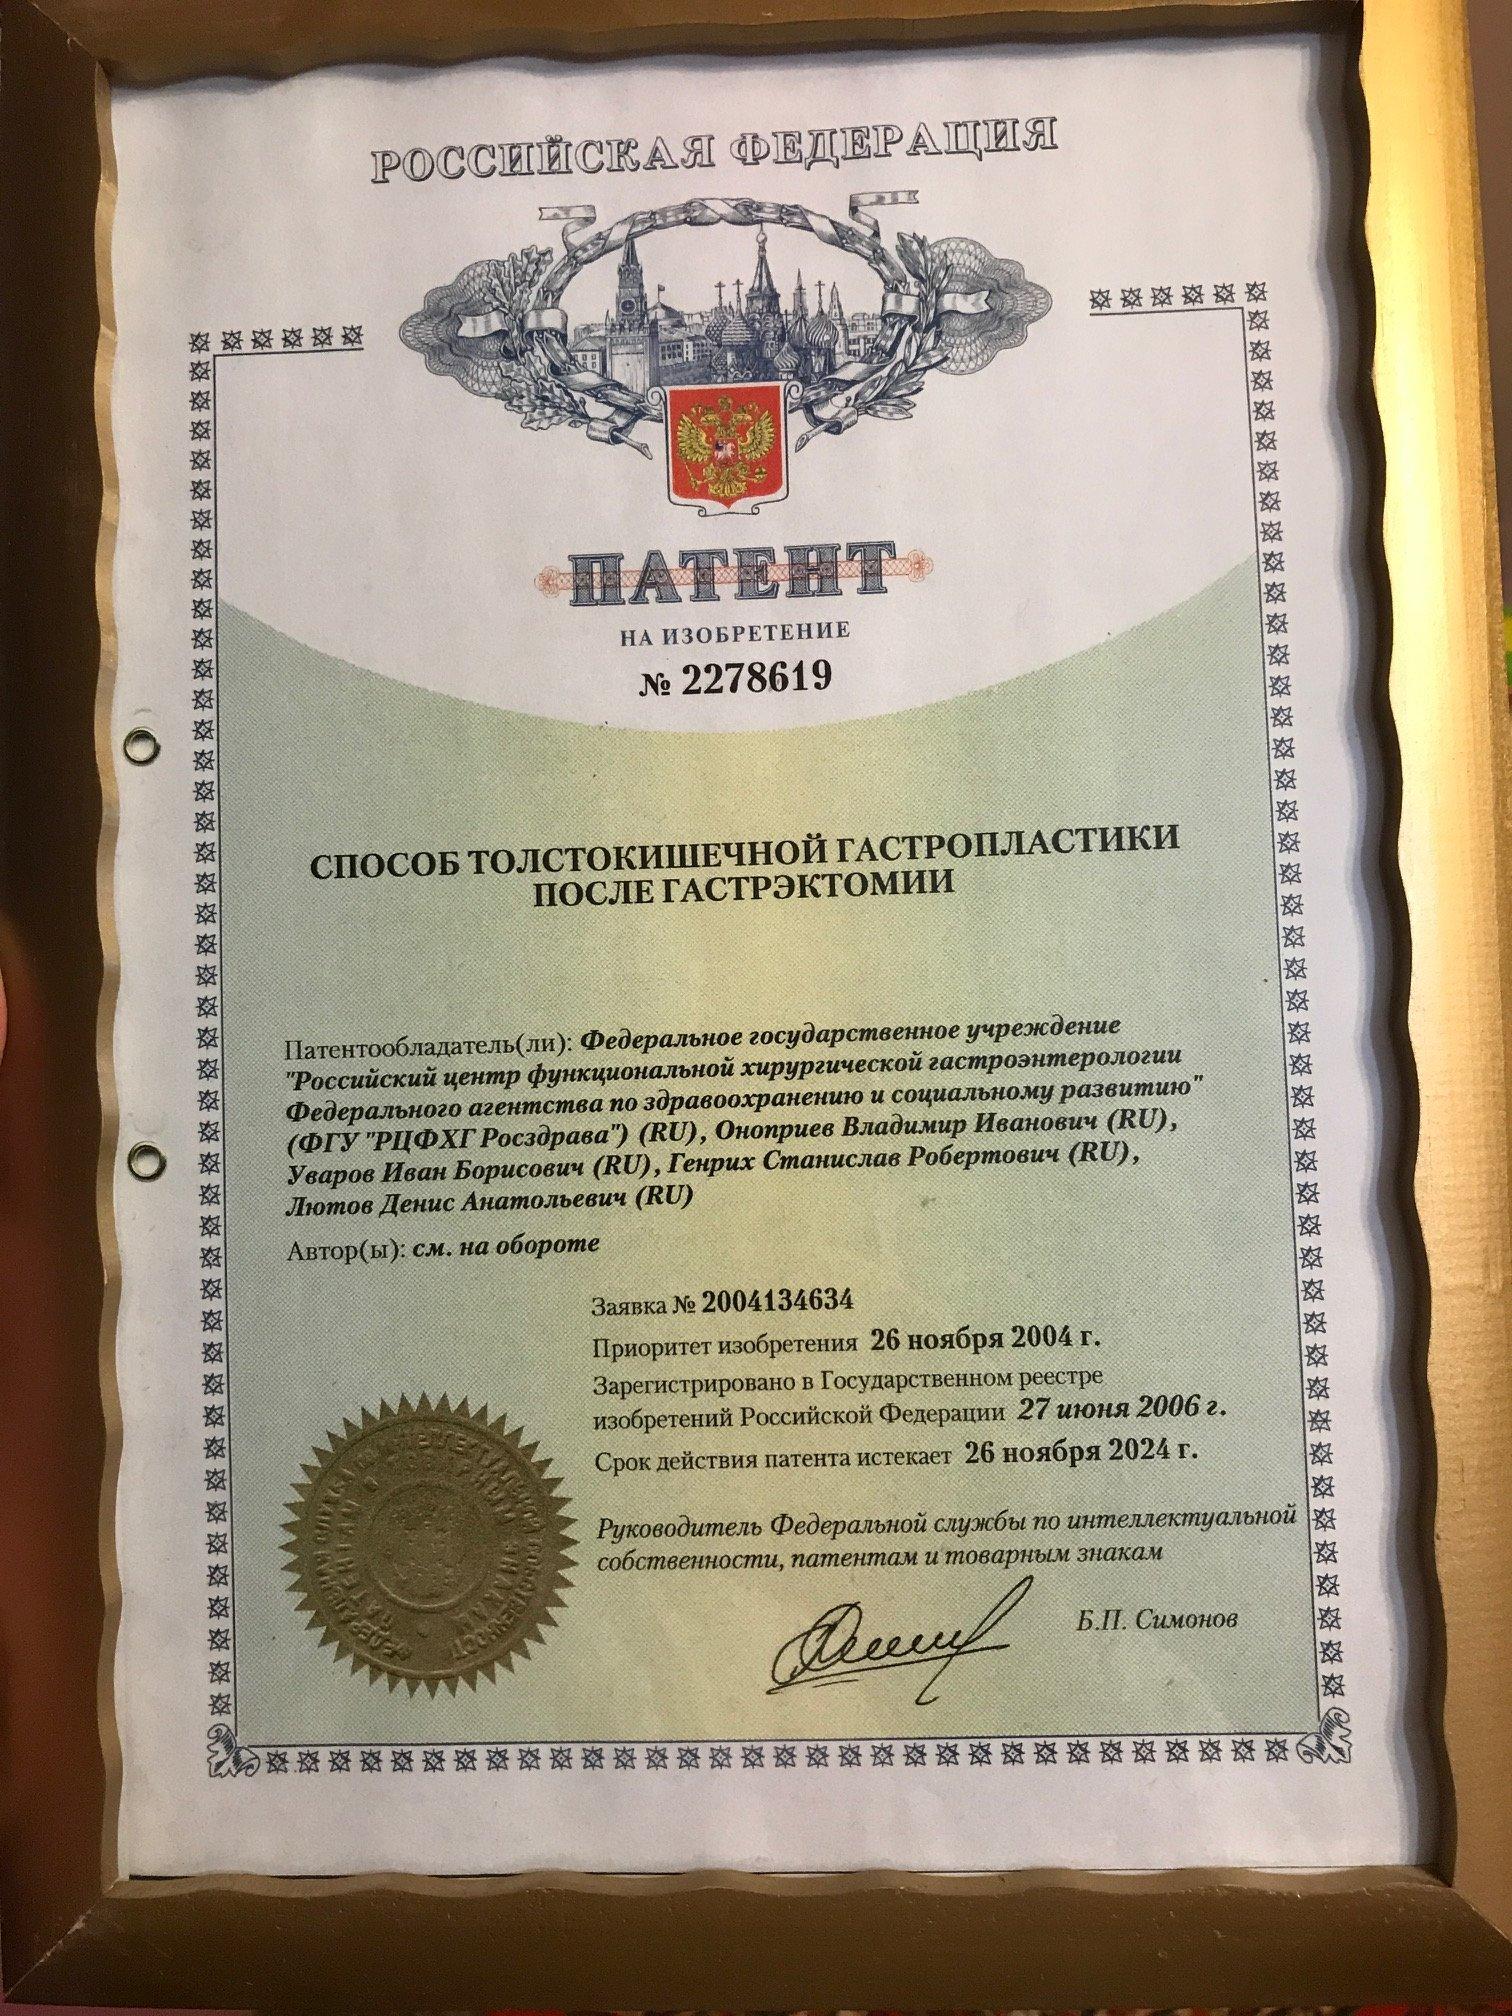 РОССИЙСКАЯ ФЕДЕРАЦИЯ
ПАТЕНТ
НА ИЗОБРЕТЕНИЕ
№ 2278619
СПОСОБ ТОЛСТОКИШЕЧНОЙ ГАСТРОПЛАСТИКИ
ПОСЛЕ ГАСТРЭКТОМИИ
Патентообладатель(ли): Федеральное государственное учреждение
"Российский центр функциональной хирургической гастроэнтерологии
Федерального агентства по здравоохранению и социальному развитию"
(ФГУ "РЦФХГ Росздрава") (RU), Оноприев Владимир Иванович (RU),
Уваров Иван Борисович (RU), Генрих Станислав Робертович (RU),
Лютов Денис Анатольевич (RU)
Автор(ы): см. на обороте
Заявка № 2004134634
Приоритет изобретения 26 ноября 2004 г.
Зарегистрировано в Государственном реестре
изобретений Российской Федерации 27 июня 2006 г.
Срок действия патента истекает 26 ноября 2024 г.
Руководитель Федеральной службы по интеллектуальной
собственности, патентам и товарным знакам
Б.П. Симонов